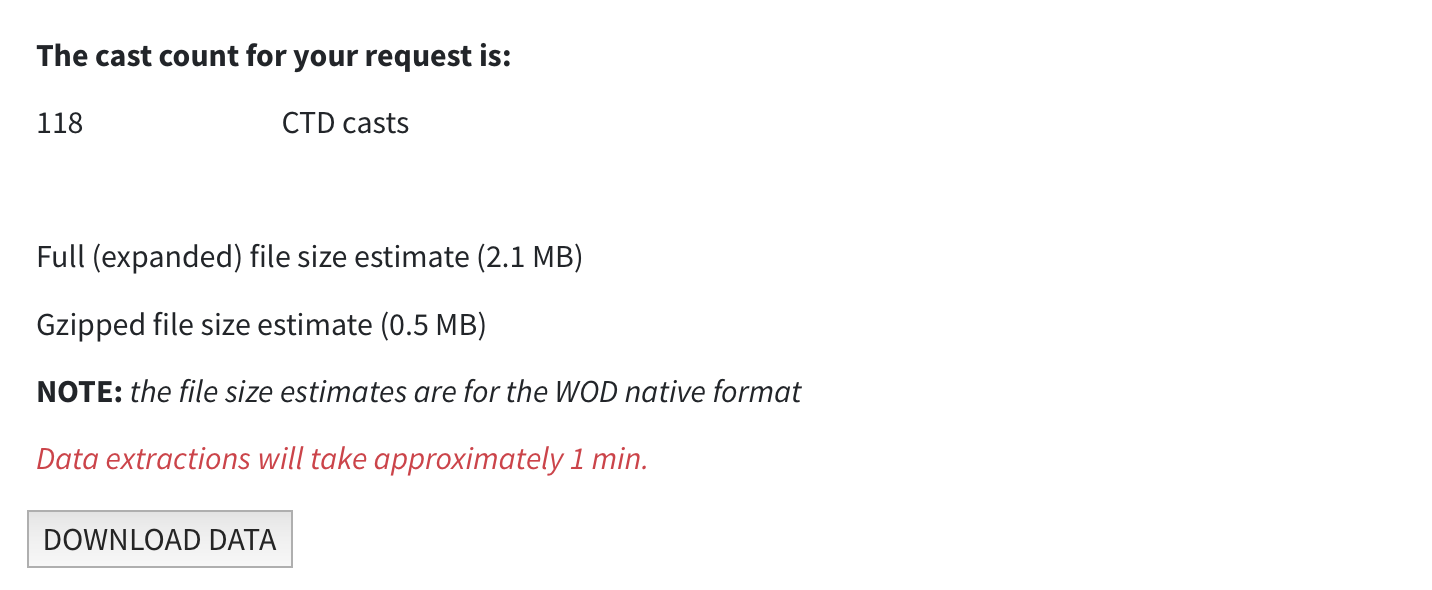 The cast count for your request is:
118 CTD casts
Full (expanded) file size estimate (2.1 MB)
Gzipped file size estimate (0.5 MB)
NOTE: the file size estimates are for the WOD native format
Data extractions will take approximately 1 min.
DOWNLOAD DATA